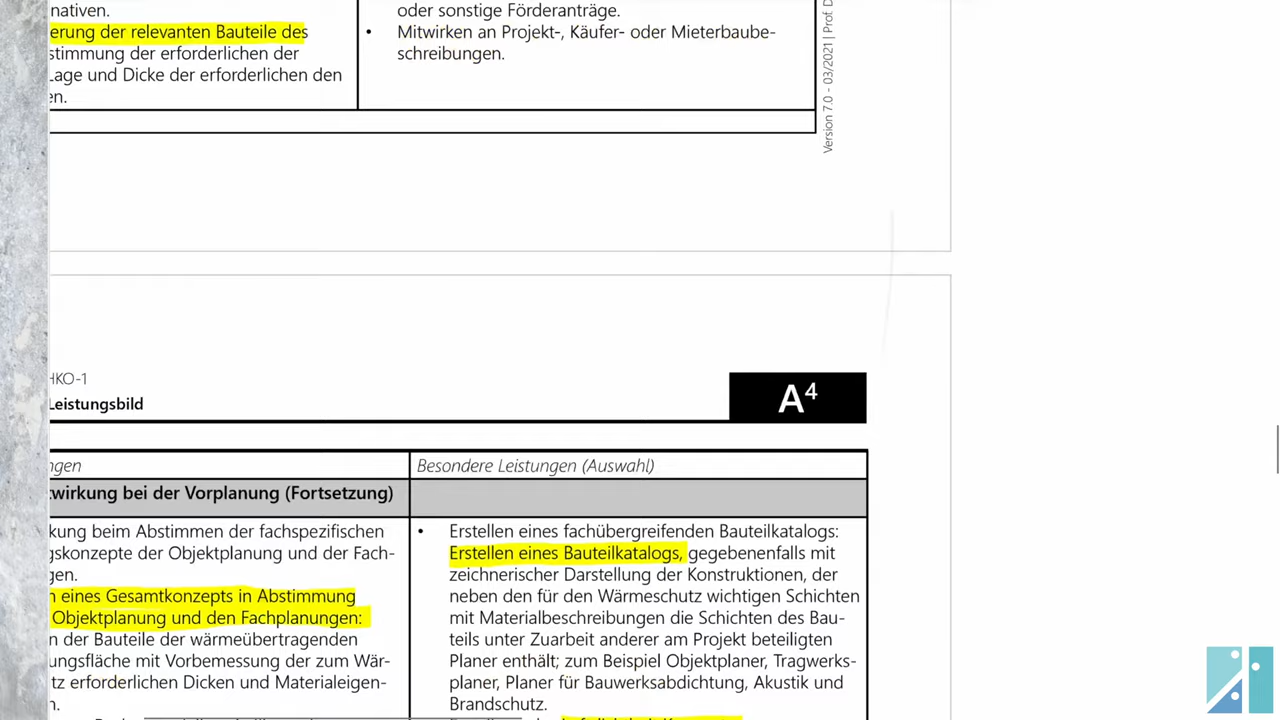 nativen.
erung der relevanten Bauteile des
stimmung der erforderlichen der
Lage und Dicke der erforderlichen den
en.
oder sonstige Förderanträge.
• Mitwirken an Projekt-, Käufer- oder Mieterbaube-
schreibungen.
Version 7.0 - 03/2021 | Prof. D
HKO-1
Leistungsbild
A4
ngen
Besondere Leistungen (Auswahl)
twirkung bei der Vorplanung (Fortsetzung)
kung beim Abstimmen der fachspezifischen
gskonzepte der Objektplanung und der Fach-
gen.
n eines Gesamtkonzepts in Abstimmung
Objektplanung und den Fachplanungen:
n der Bauteile der wärmeübertragenden
ungsfläche mit Vorbemessung der zum Wär-
tz erforderlichen Dicken und Materialeigen-
n.
• Erstellen eines fachübergreifenden Bauteilkatalogs:
Erstellen eines Bauteilkatalogs, gegebenenfalls mit
zeichnerischer Darstellung der Konstruktionen, der
neben den für den Wärmeschutz wichtigen Schichten
mit Materialbeschreibungen die Schichten des Bau-
teils unter Zuarbeit anderer am Projekt beteiligten
Planer enthält; zum Beispiel Objektplaner, Tragwerks-
planer, Planer für Bauwerksabdichtung, Akustik und
Brandschutz.